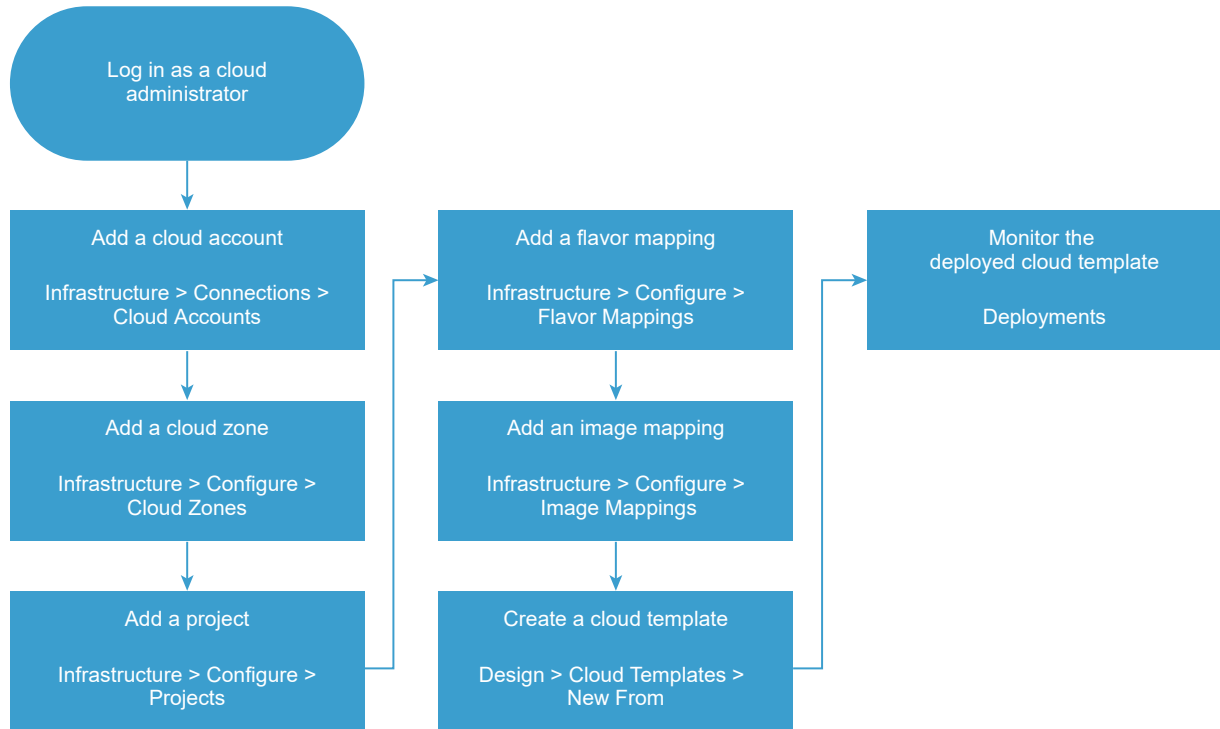 Log in as a cloud
administrator
Add a cloud account
Infrastructure > Connections >
Cloud Accounts
Add a cloud zone
Infrastructure > Configure >
Cloud Zones
Add a project
Infrastructure > Configure >
Projects
Add a flavor mapping
Infrastructure > Configure >
Flavor Mappings
Add an image mapping
Infrastructure > Configure >
Image Mappings
Create a cloud template
Design > Cloud Templates >
New From
Monitor the
deployed cloud template
Deployments